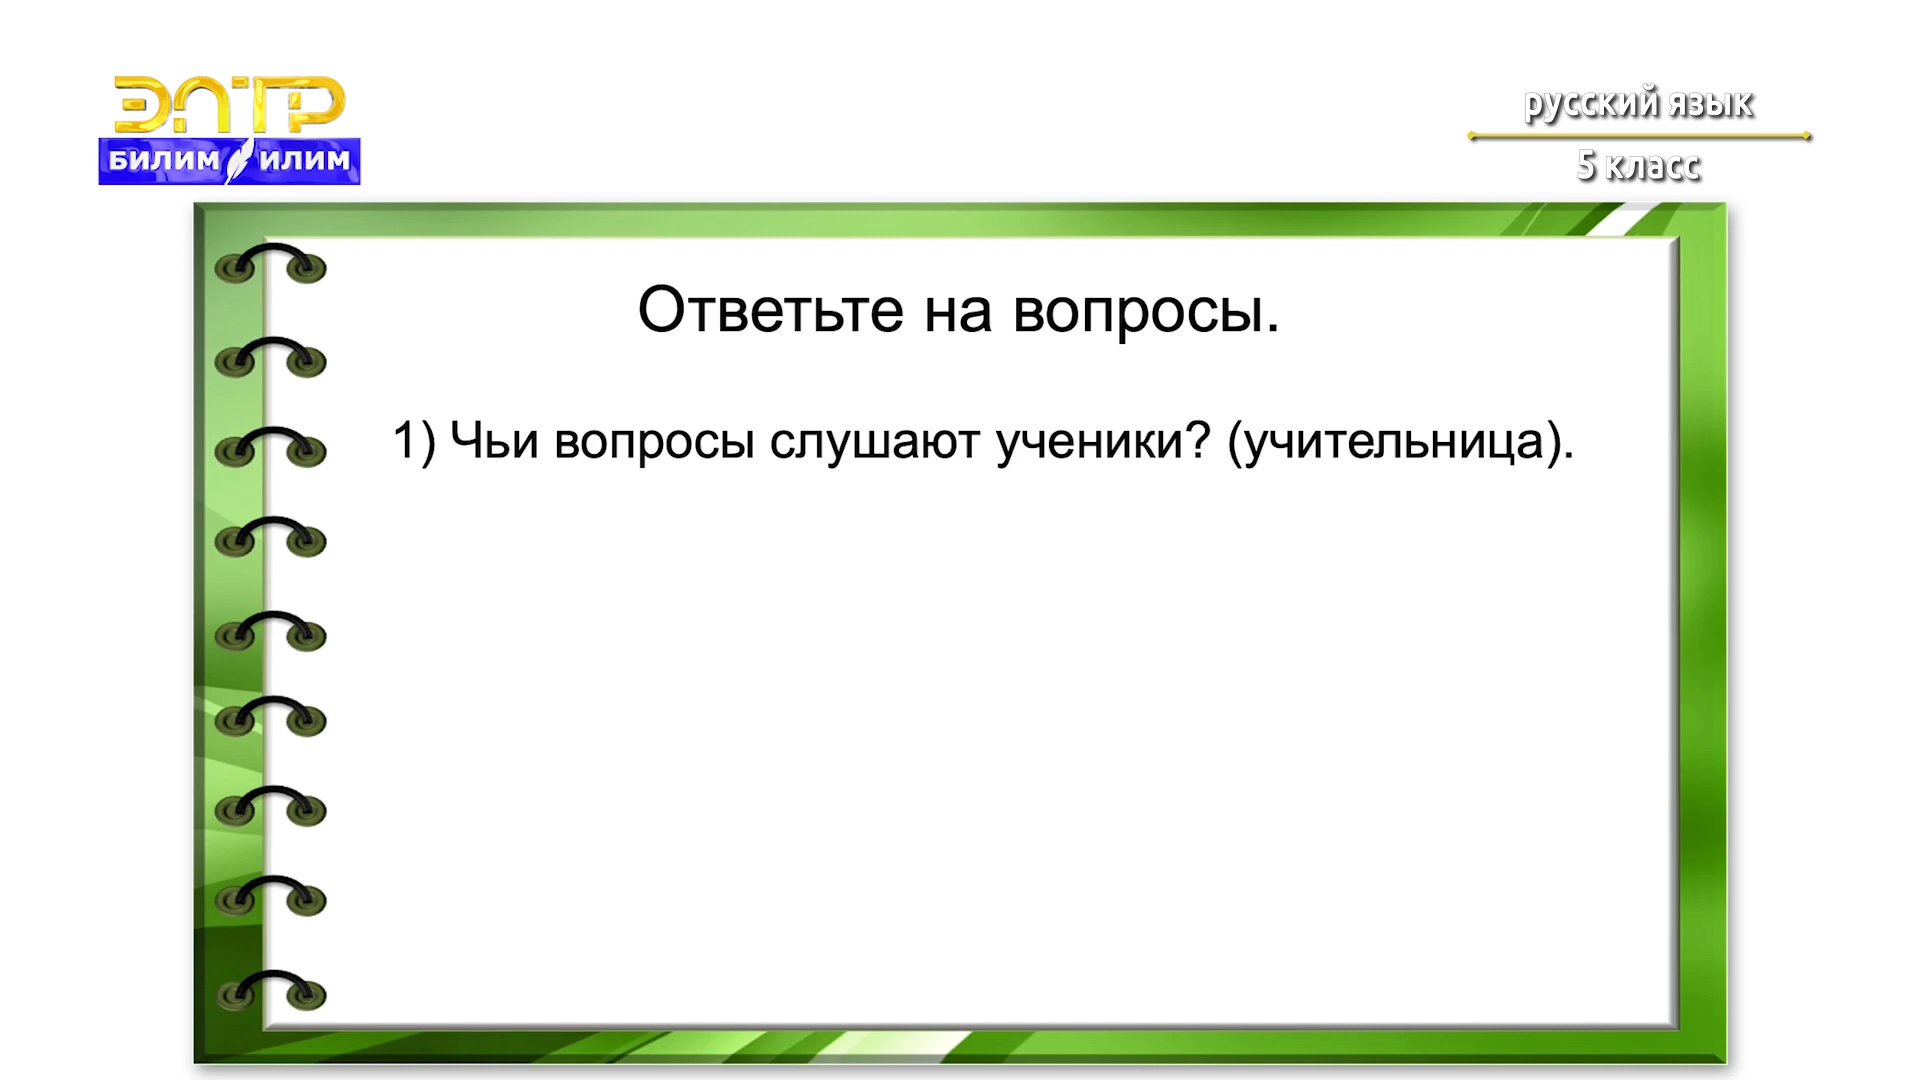 ЭЛТР
БИЛИМ ИЛИМ
русский язык
5 класс
Ответьте на вопросы.
1) Чьи вопросы слушают ученики? (учительница).